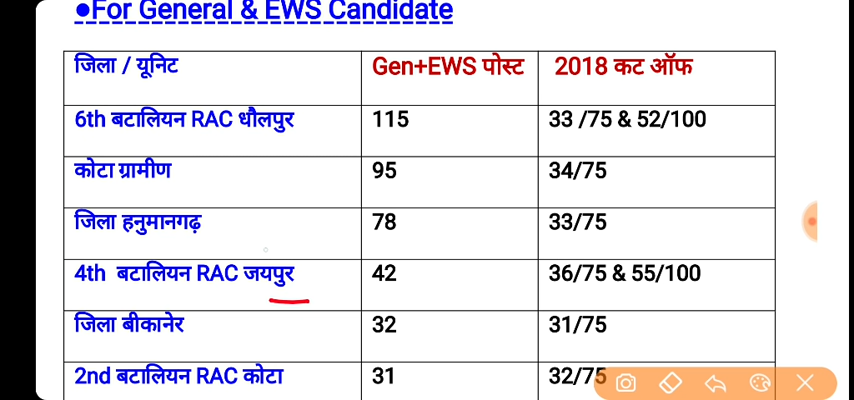 ●For General & EWS Candidate
जिला / यूनिट Gen+EWS पोस्ट 2018 कट ऑफ
6th बटालियन RAC धौलपुर 115 33 /75 & 52/100
कोटा ग्रामीण 95 34/75
जिला हनुमानगढ़ 78 33/75
4th बटालियन RAC जयपुर 42 36/75 & 55/100
जिला बीकानेर 32 31/75
2nd बटालियन RAC कोटा 31 32/75